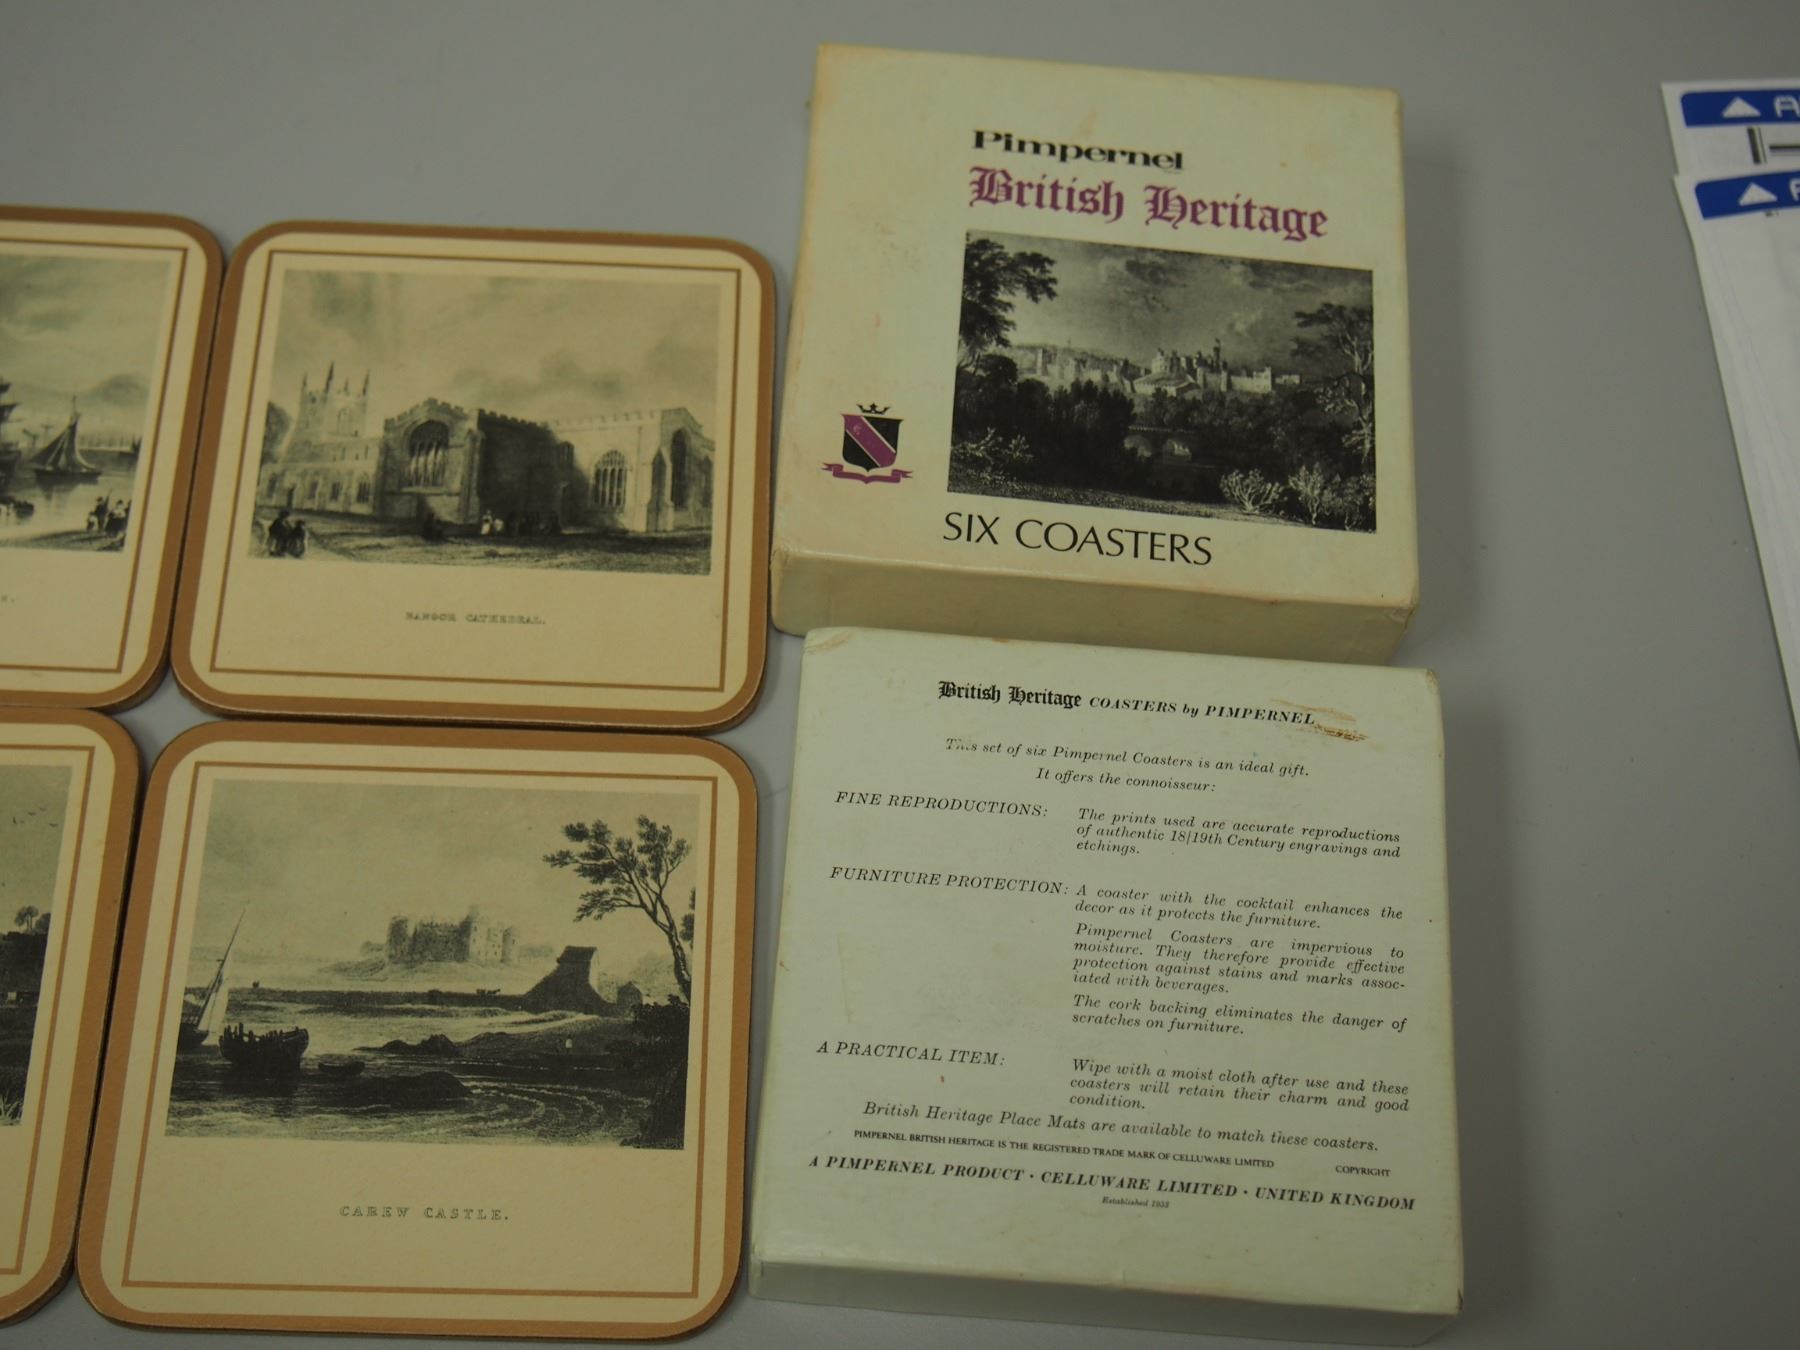 Pimpernel
British Heritage
SIX COASTERS
BANGOR CATHEDRAL.
CAREW CASTLE.
British Heritage COASTERS by PIMPERNEL
This set of six Pimpernel Coasters is an ideal gift.
It offers the connoisseur:
FINE REPRODUCTIONS: The prints used are accurate reproductions
of authentic 18/19th Century engravings and
etchings.
FURNITURE PROTECTION: A coaster with the cocktail enhances the
decor as it protects the furniture.
Pimpernel Coasters are impervious to
moisture. They therefore provide effective
protection against stains and marks assoc-
iated with beverages.
The cork backing eliminates the danger of
scratches on furniture.
A PRACTICAL ITEM: Wipe with a moist cloth after use and these
coasters will retain their charm and good
condition.
British Heritage Place Mats are available to match these coasters.
PIMPERNEL BRITISH HERITAGE IS THE REGISTERED TRADE MARK OF CELLUWARE LIMITED COPYRIGHT
A PIMPERNEL PRODUCT · CELLUWARE LIMITED · UNITED KINGDOM
Established 1933